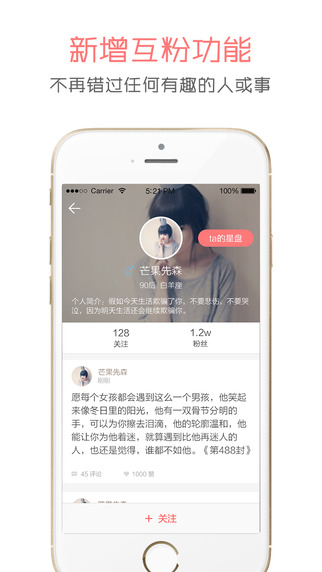 新增互粉功能
不再错过任何有趣的人或事
Carrier 5:21 PM 100%
ta的星盘
芒果先森
90后 白羊座
个人简介:假如今天生活欺骗了你,不要悲伤,不要哭
泣,因为明天生活还会继续欺骗你。
128 1.2w
关注 粉丝
芒果先森
刚刚
愿每个女孩都会遇到这么一个男孩,他笑
起来像冬日里的阳光,他有一双骨节分明的
手,可以为你擦去泪滴,他的轮廓温和,他
能让你为他着迷,就算遇到比他再迷人的
人,也还是觉得,谁都不如他。《第488封》
45 评论 1000 赞
芒果先森
+ 关注